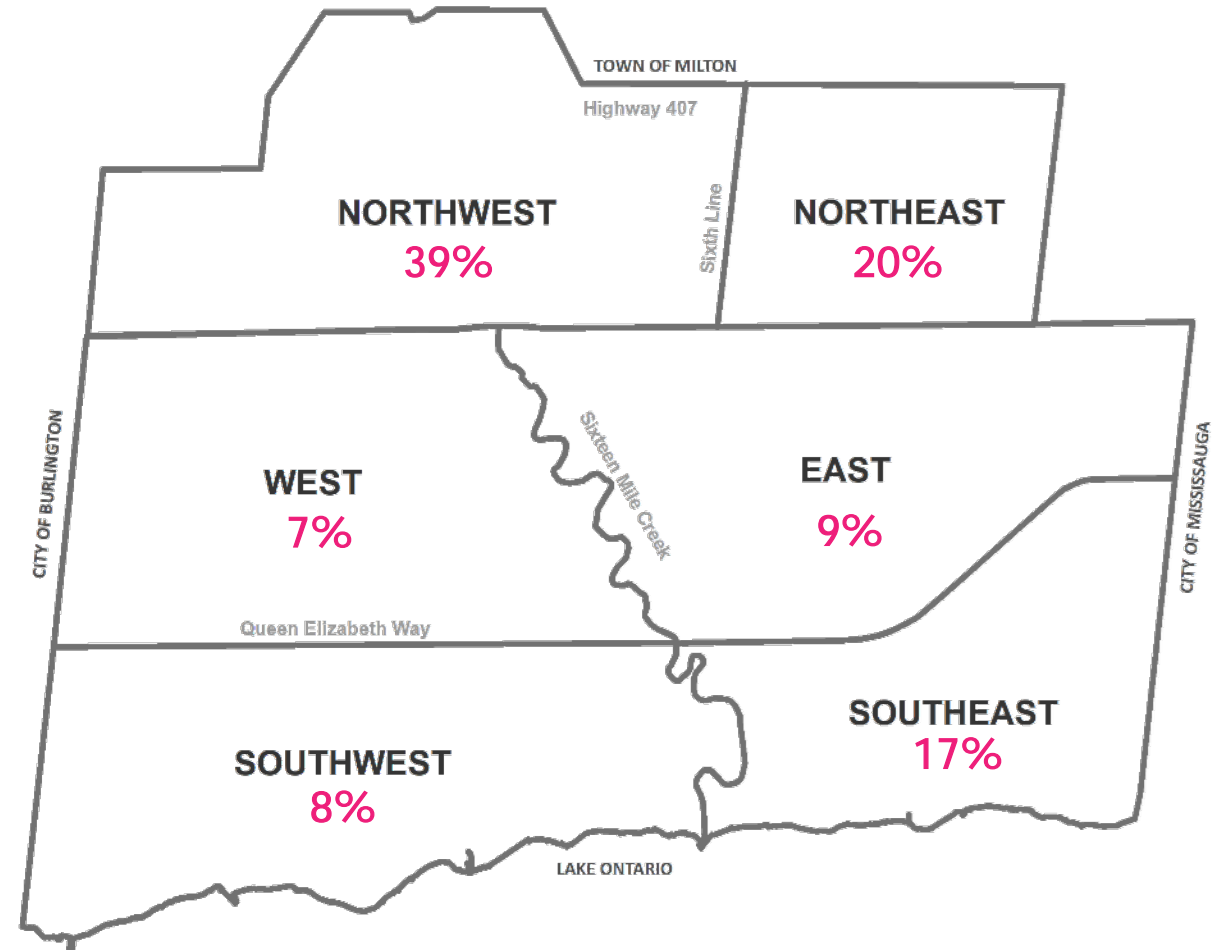 TOWN OF MILTON
Highway 407
NORTHWEST
39%
Sixth Line
NORTHEAST
20%
CITY OF BURLINGTON
WEST
7%
Sixteen Mile Creek
EAST
9%
CITY OF MISSISSAUGA
Queen Elizabeth Way
SOUTHWEST
8%
SOUTHEAST
17%
LAKE ONTARIO